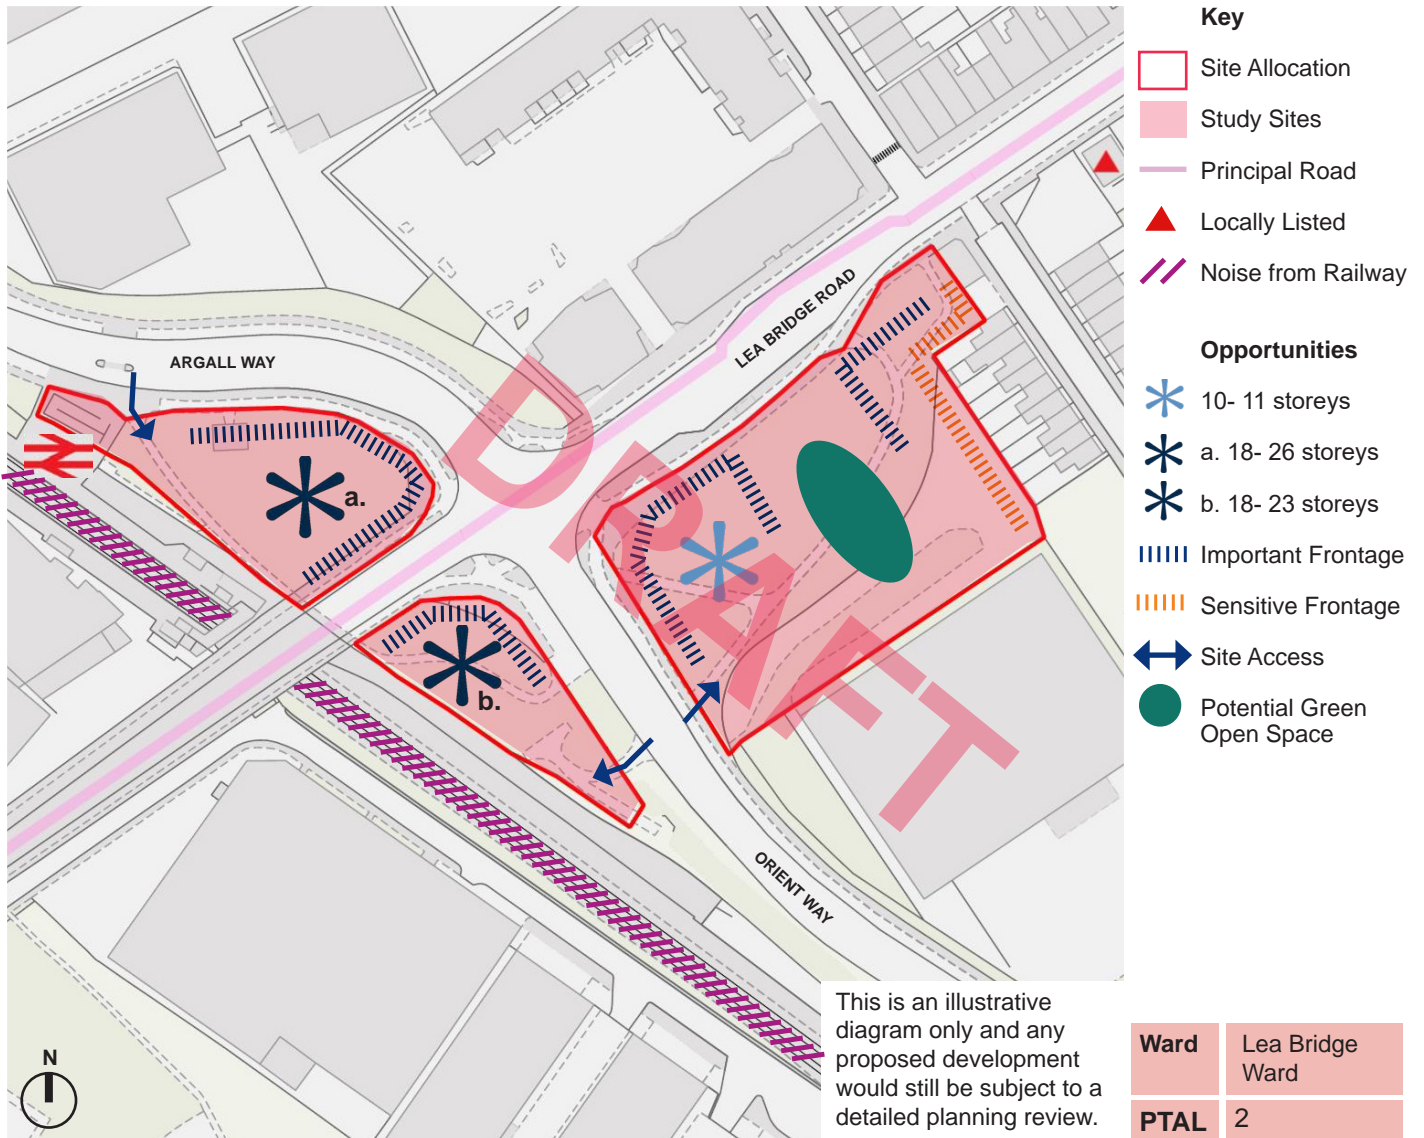 Key
Site Allocation
Study Sites
Principal Road
Locally Listed
Noise from Railway
Opportunities
10- 11 storeys
a. 18- 26 storeys
b. 18- 23 storeys
Important Frontage
Sensitive Frontage
Site Access
Potential Green
Open Space
ARGALL WAY
LEA BRIDGE ROAD
a.
b.
ORIENT WAY
DRAFT
N
This is an illustrative
diagram only and any
proposed development
would still be subject to a
detailed planning review.
Ward Lea Bridge
Ward
PTAL 2